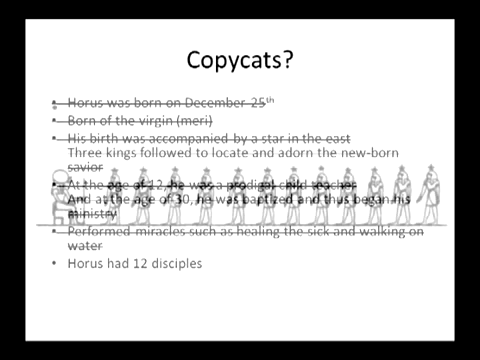 Copycats?
• Horus was born on December 25th
• Born of the virgin (meri)
• His birth was accompanied by a star in the east
Three kings followed to locate and adorn the new-born
savior
• At the age of 12, he was a prodigal child teacher
And at the age of 30, he was baptized and thus began his
ministry
• Performed miracles such as healing the sick and walking on
water
• Horus had 12 disciples